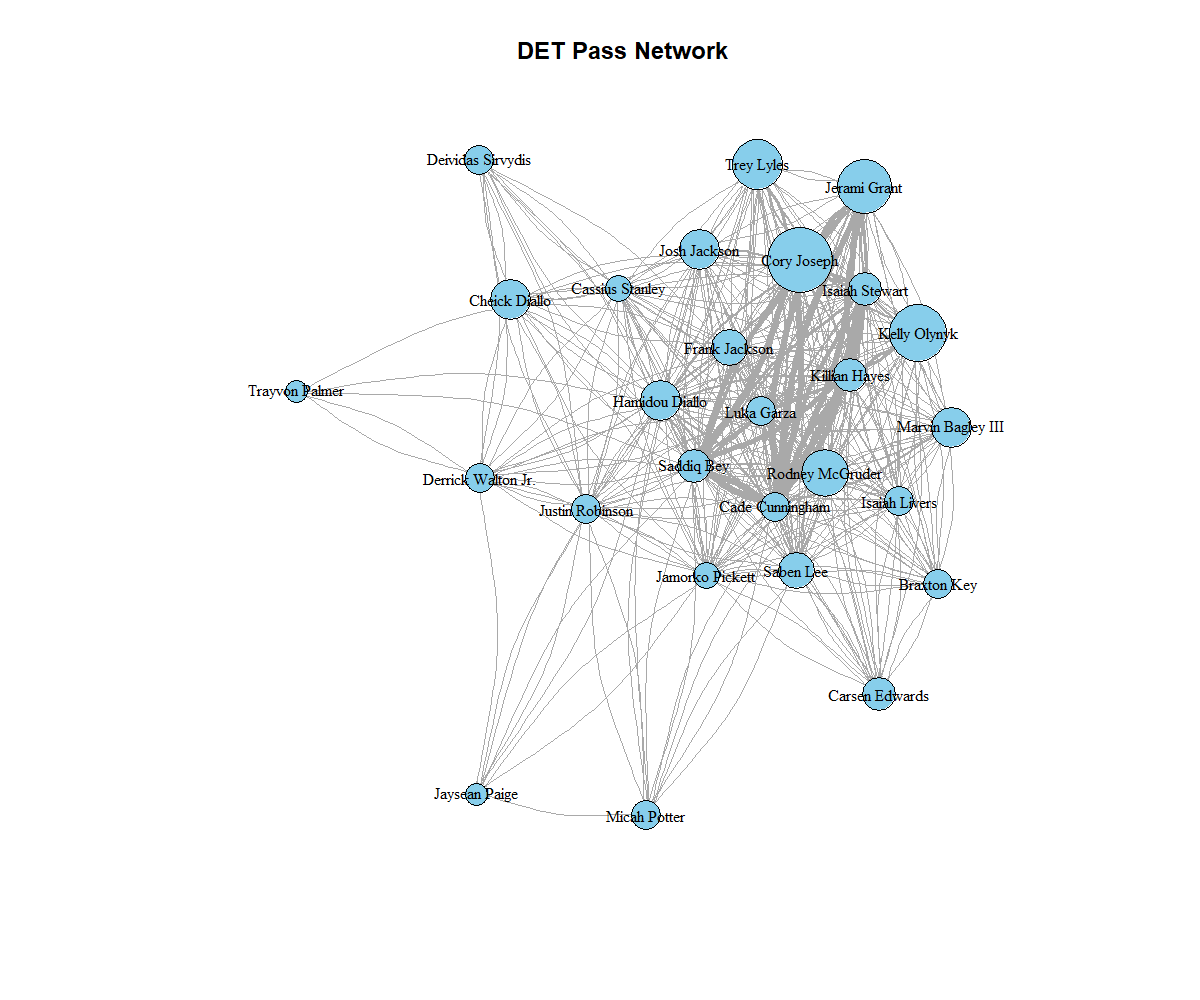 DET Pass Network
Deividas Sirvydis
Trey Lyles
Jerami Grant
Josh Jackson
Cory Joseph
Cassius Stanley
Isaiah Stewart
Cheick Diallo
Kelly Olynyk
Frank Jackson
Killian Hayes
Trayvon Palmer
Hamidou Diallo
Luka Garza
Marvin Bagley III
Saddiq Bey
Rodney McGruder
Derrick Walton Jr.
Isaiah Livers
Cade Cunningham
Justin Robinson
Saben Lee
Jamorko Pickett
Braxton Key
Carsen Edwards
Jaysean Paige
Micah Potter